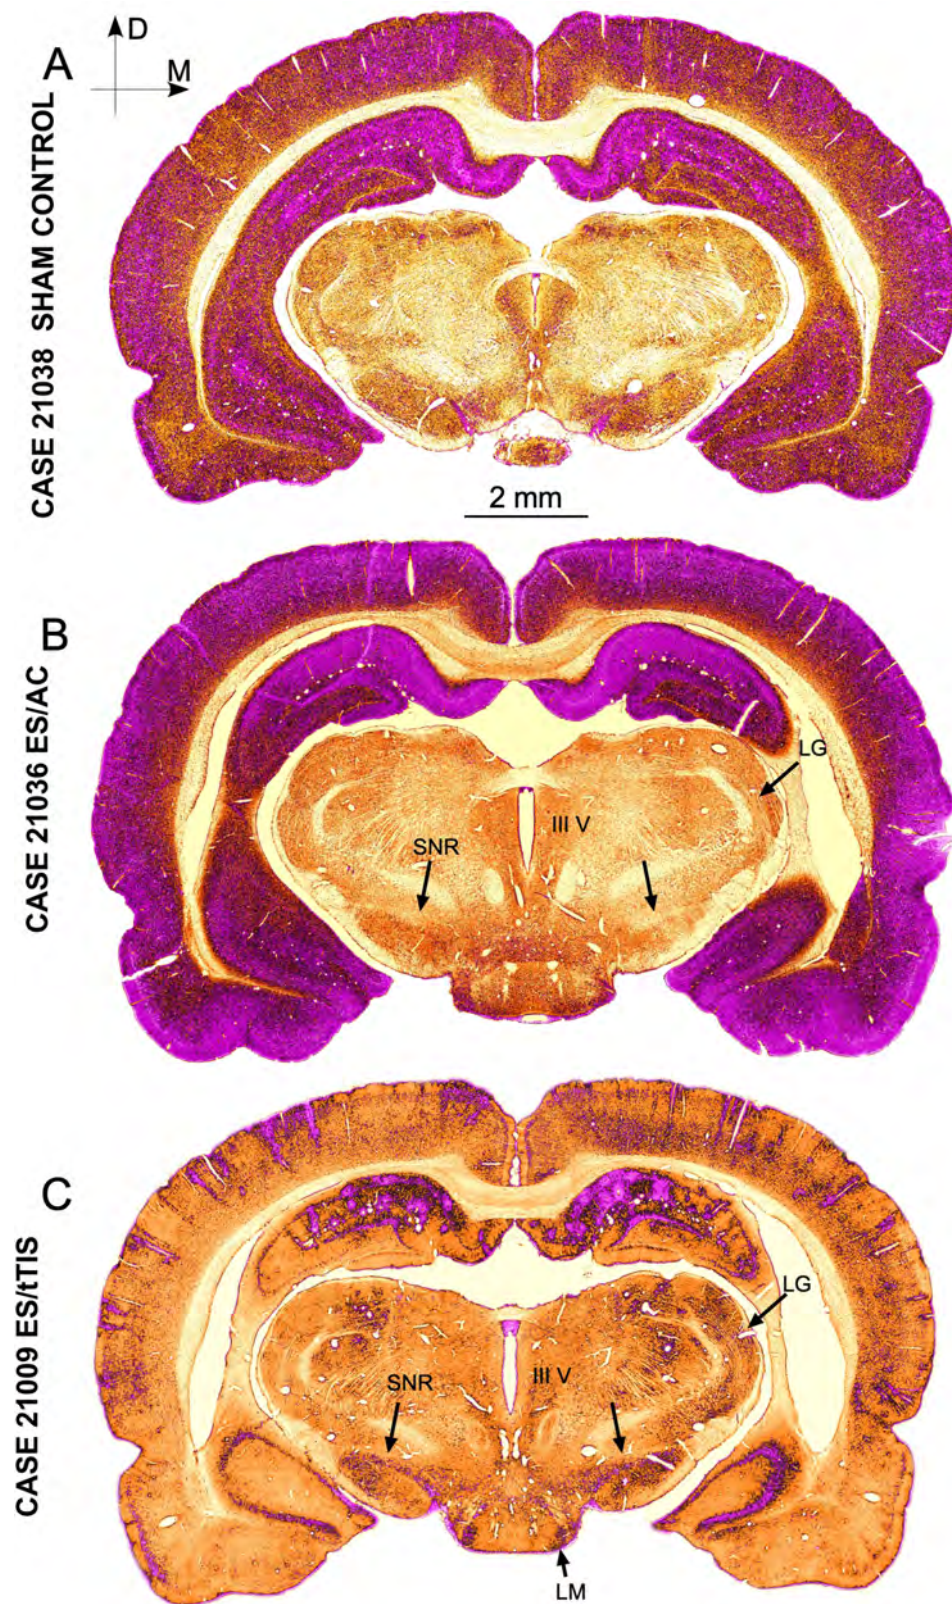 A
D
M
CASE 21038 SHAM CONTROL
2 mm
B
CASE 21036 ES/AC
LG
III V
SNR
C
CASE 21009 ES/tTIS
LG
III V
SNR
LM